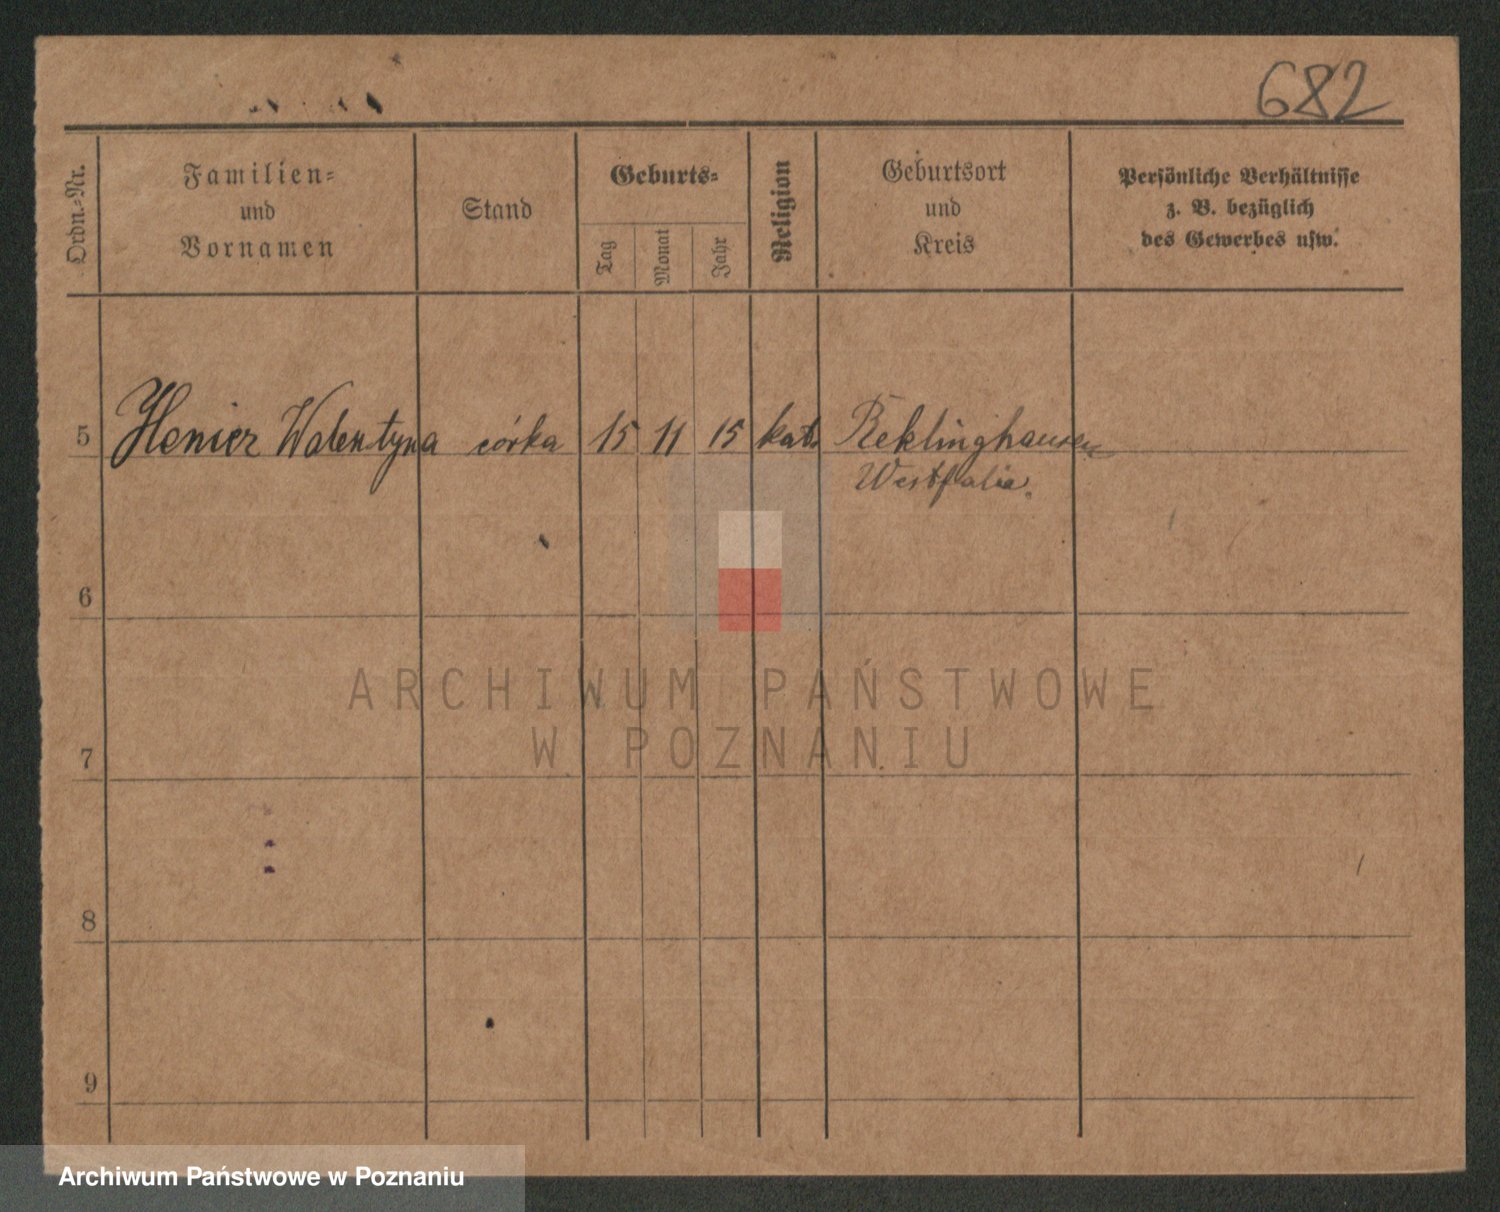 682
Ordn.-Nr.
Familien-
und
Vornamen
Stand
Geburts-
Tag
Monat
Jahr
Religion
Geburtsort
und
Kreis
Persönliche Verhältnisse
z. B. bezüglich
des Gewerbes usw.
5 Henicz Walentyna córka 15 11 15 kat. Reklinghausen
Westfalia.
6
ARCHIWUM PAŃSTWOWE
W POZNANIU
7
8
9
Archiwum Państwowe w Poznaniu